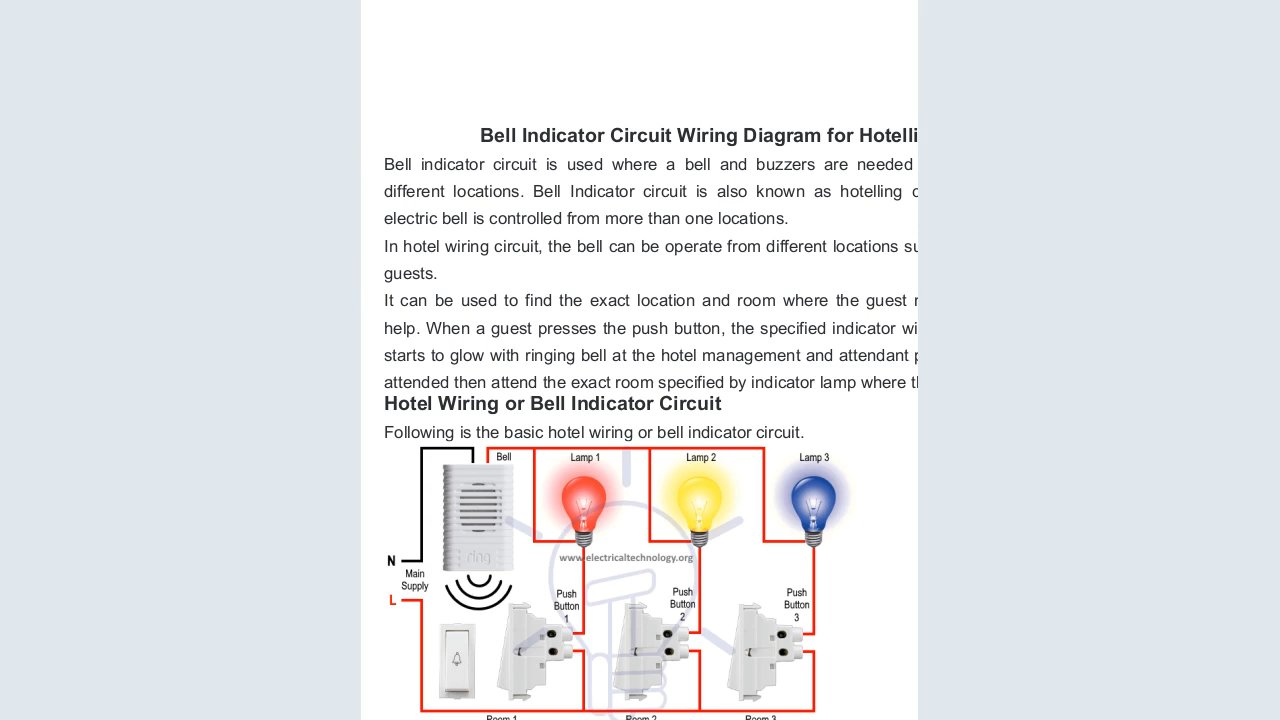 Bell Indicator Circuit Wiring Diagram for Hotelli
Bell indicator circuit is used where a bell and buzzers are needed
different locations. Bell Indicator circuit is also known as hotelling
electric bell is controlled from more than one locations.
In hotel wiring circuit, the bell can be operate from different locations su
guests.
It can be used to find the exact location and room where the guest
help. When a guest presses the push button, the specified indicator wi
starts to glow with ringing bell at the hotel management and attendant
attended then attend the exact room specified by indicator lamp where
Hotel Wiring or Bell Indicator Circuit
Following is the basic hotel wiring or bell indicator circuit.
Bell
Lamp 1
Lamp 2
Lamp 3
ring
www.electricaltechnology.org
N
Main
Supply
L
Push
Button
1
Push
Button
2
Push
Button
3
Room 1
Room 2
Room 3